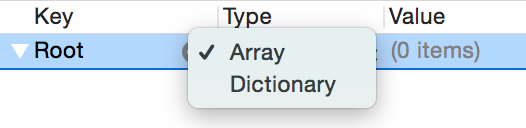 Key Type Value
Root ✓ Array (0 items)
Dictionary